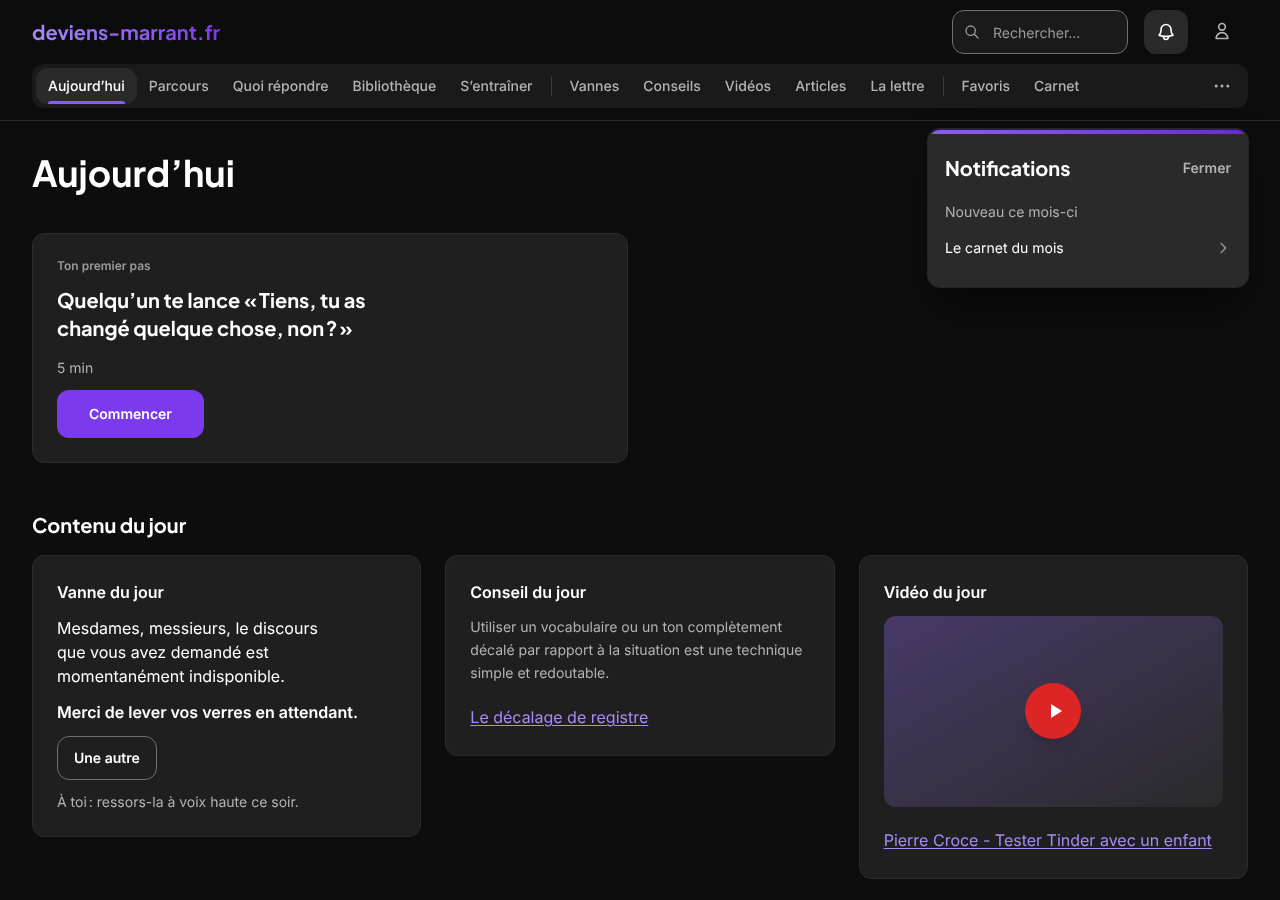 deviens-marrant.fr
Rechercher...
Aujourd’hui
Parcours
Quoi répondre
Bibliothèque
S’entraîner
Vannes
Conseils
Vidéos
Articles
La lettre
Favoris
Carnet
Aujourd’hui
Notifications
Fermer
Nouveau ce mois-ci
Le carnet du mois
Ton premier pas
Quelqu’un te lance « Tiens, tu as
changé quelque chose, non ? »
5 min
Commencer
Contenu du jour
Vanne du jour
Mesdames, messieurs, le discours
que vous avez demandé est
momentanément indisponible.
Merci de lever vos verres en attendant.
Une autre
À toi : ressors-la à voix haute ce soir.
Conseil du jour
Utiliser un vocabulaire ou un ton complètement
décalé par rapport à la situation est une technique
simple et redoutable.
Le décalage de registre
Vidéo du jour
Pierre Croce - Tester Tinder avec un enfant